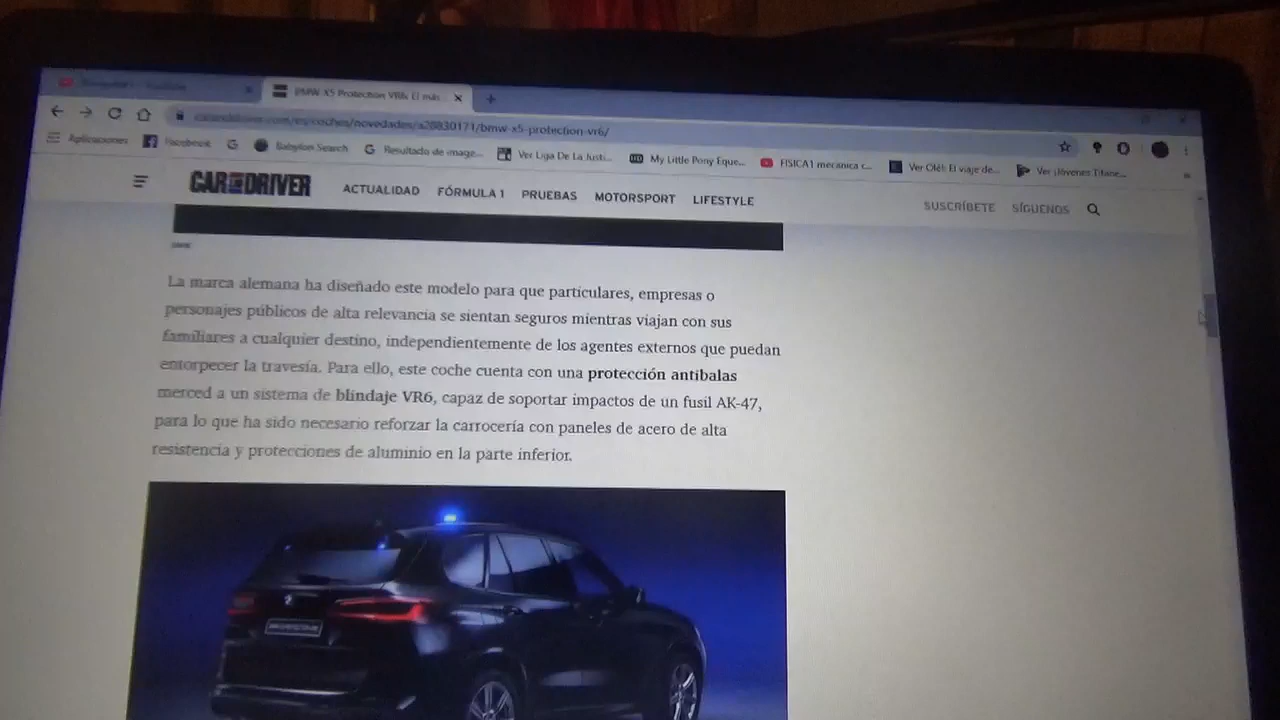 BMW X5 Protection VR6: El más
caranddriver.com/es/coches/novedades/a28830171/bmw-x5-protection-vr6/
Aplicaciones Facebook G Babylon Search Resultado de image... Ver Liga De La Justi... My Little Pony Eque... FISICA1 mecánica c... Ver Olé! El viaje de... Ver ¡Jóvenes Titane...
CAR AND DRIVER ACTUALIDAD FÓRMULA 1 PRUEBAS MOTORSPORT LIFESTYLE SUSCRÍBETE SÍGUENOS
La marca alemana ha diseñado este modelo para que particulares, empresas o
personajes públicos de alta relevancia se sientan seguros mientras viajan con sus
familiares a cualquier destino, independientemente de los agentes externos que puedan
entorpecer la travesía. Para ello, este coche cuenta con una protección antibalas
merced a un sistema de blindaje VR6, capaz de soportar impactos de un fusil AK-47,
para lo que ha sido necesario reforzar la carrocería con paneles de acero de alta
resistencia y protecciones de aluminio en la parte inferior.